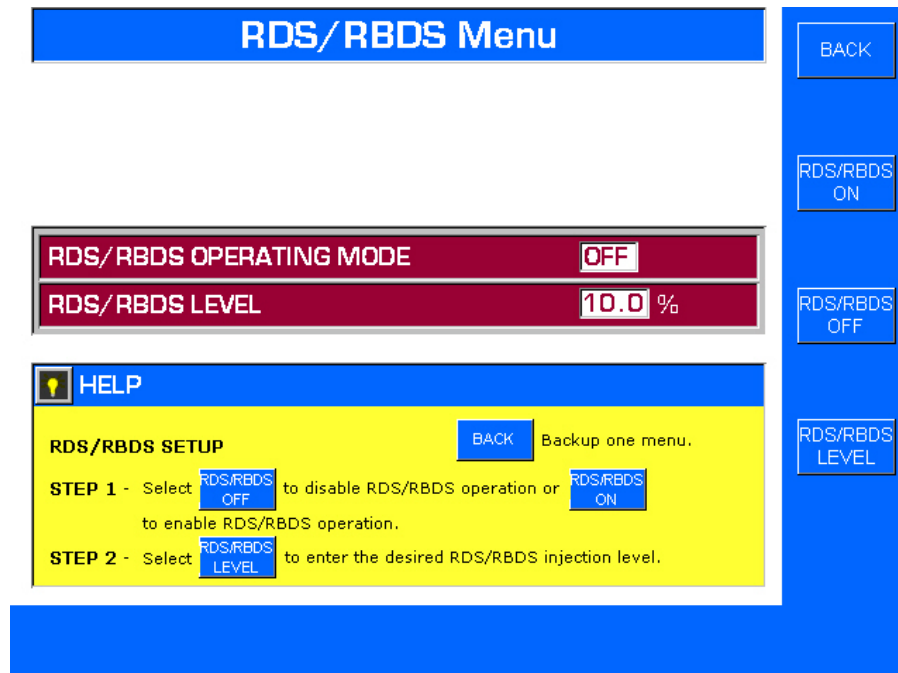 RDS/RBDS Menu
BACK
RDS/RBDS
ON
RDS/RBDS
OFF
RDS/RBDS
LEVEL
RDS/RBDS OPERATING MODE OFF
RDS/RBDS LEVEL 10.0 %
HELP
RDS/RBDS SETUP BACK Backup one menu.
STEP 1 - Select RDS/RBDS OFF to disable RDS/RBDS operation or RDS/RBDS ON
to enable RDS/RBDS operation.
STEP 2 - Select RDS/RBDS LEVEL to enter the desired RDS/RBDS injection level.